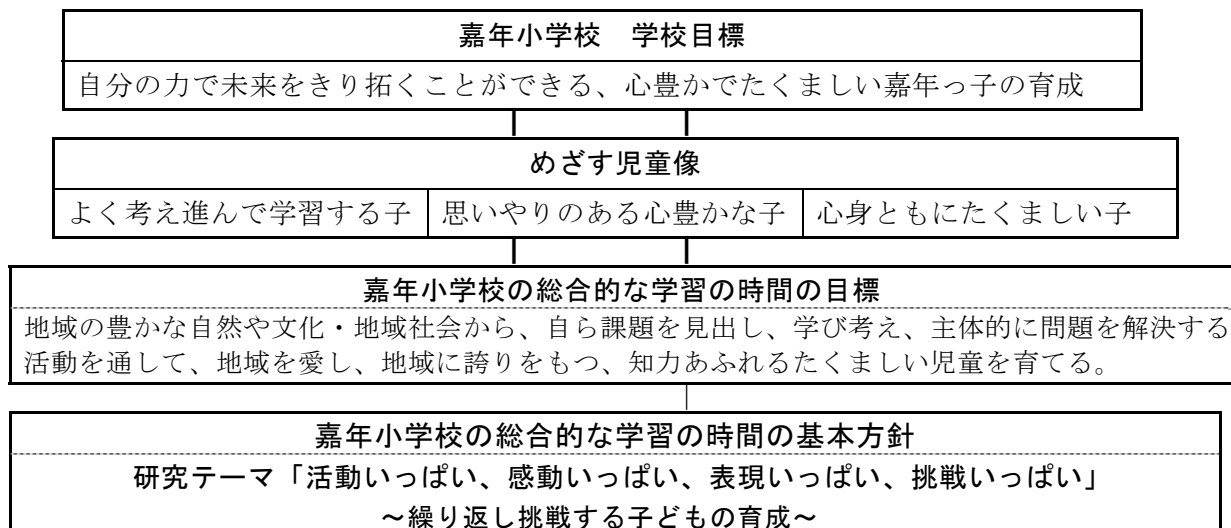 嘉年小学校　学校目標
自分の力で未来をきり拓くことができる、心豊かでたくましい嘉年っ子の育成
めざす児童像
よく考え進んで学習する子
思いやりのある心豊かな子
心身ともにたくましい子
嘉年小学校の総合的な学習の時間の目標
地域の豊かな自然や文化・地域社会から、自ら課題を見出し、学び考え、主体的に問題を解決する
活動を通して、地域を愛し、地域に誇りをもつ、知力あふれるたくましい児童を育てる。
嘉年小学校の総合的な学習の時間の基本方針
研究テーマ「活動いっぱい、感動いっぱい、表現いっぱい、挑戦いっぱい」
～繰り返し挑戦する子どもの育成～